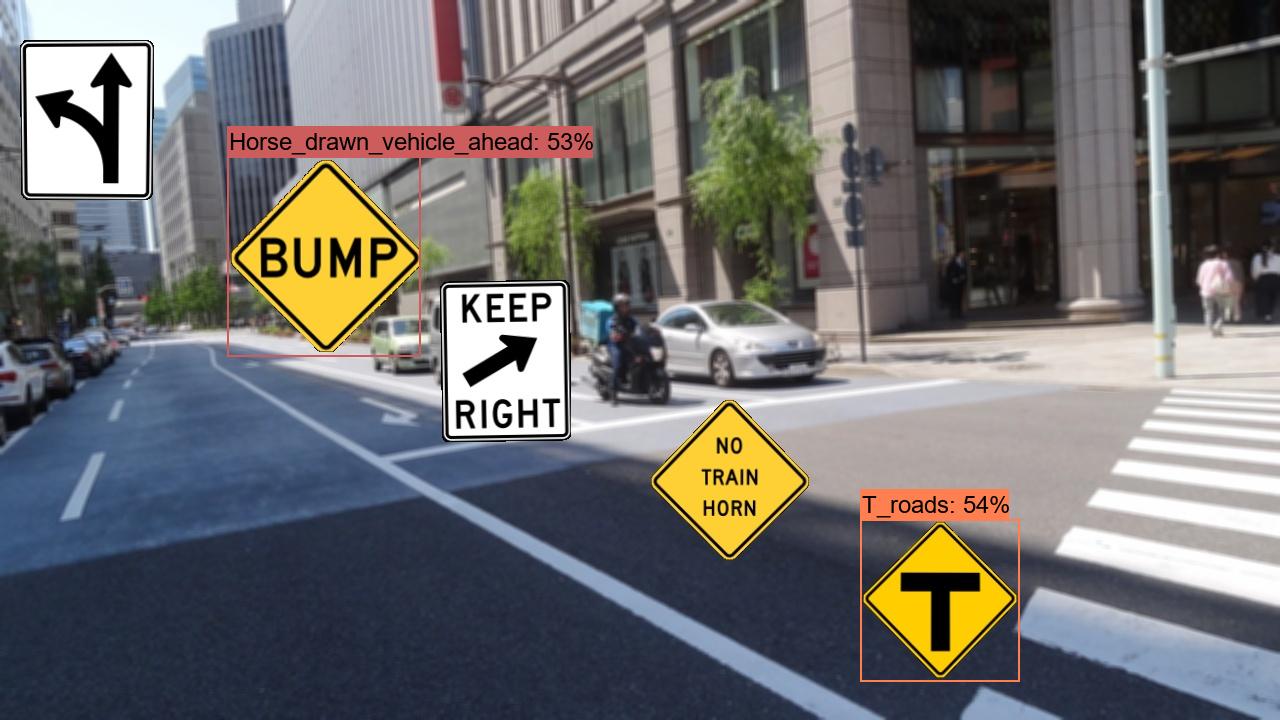 Horse_drawn_vehicle_ahead: 53%
BUMP
KEEP
RIGHT
NO
TRAIN
HORN
T_roads: 54%
T